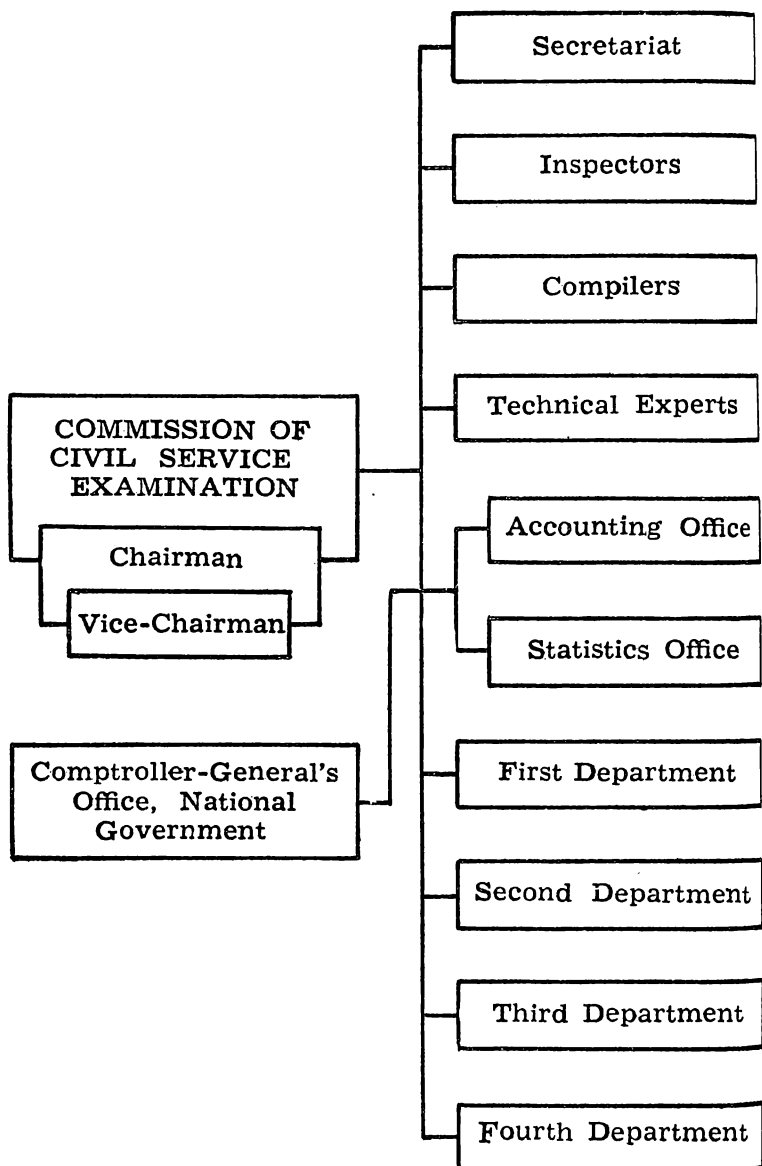 Secretariat
Inspectors
Compilers
Technical Experts
COMMISSION OF
CIVIL SERVICE
EXAMINATION
Chairman
Vice-Chairman
Accounting Office
Statistics Office
Comptroller-General's
Office, National
Government
First Department
Second Department
Third Department
Fourth Department